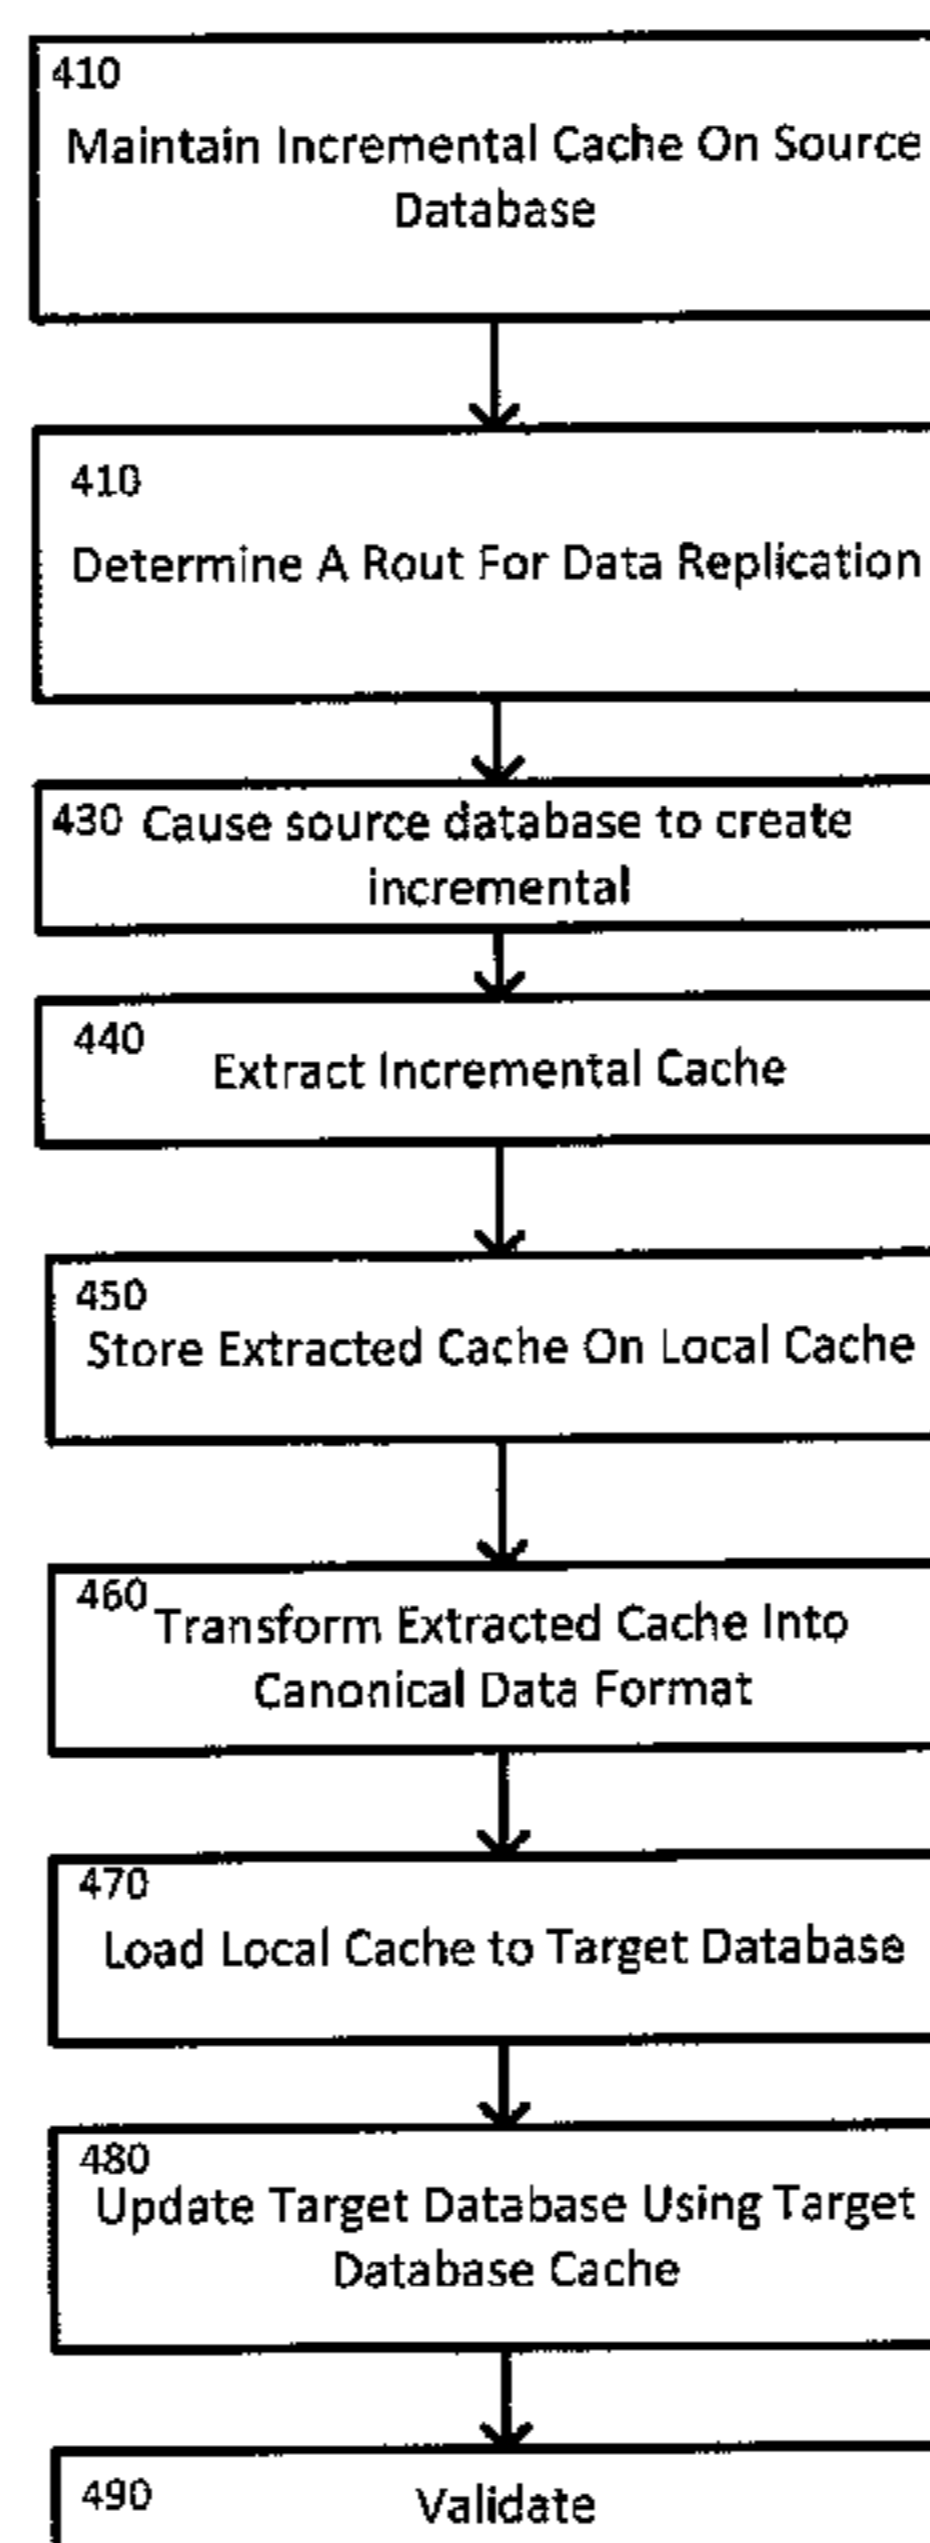 410
Maintain Incremental Cache On Source
Database
410
Determine A Rout For Data Replication
430 Cause source database to create
incremental
440
Extract Incremental Cache
450
Store Extracted Cache On Local Cache
460
Transform Extracted Cache Into
Canonical Data Format
470
Load Local Cache to Target Database
480
Update Target Database Using Target
Database Cache
490 Validate